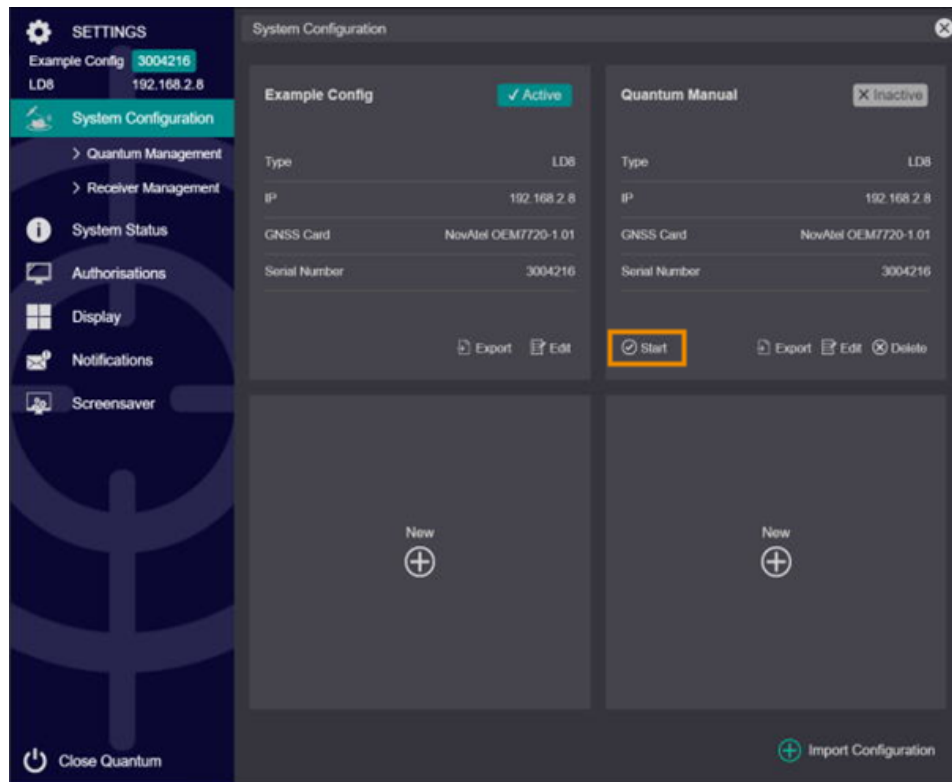 SETTINGS
Example Config 3004216
LD8 192.168.2.8
System Configuration
> Quantum Management
> Receiver Management
System Status
Authorisations
Display
Notifications
Screensaver
Close Quantum
System Configuration
Example Config Active
Type LD8
IP 192.168.2.8
GNSS Card NovAtel OEM7720-1.01
Serial Number 3004216
Export Edit
Quantum Manual Inactive
Type LD8
IP 192.168.2.8
GNSS Card NovAtel OEM7720-1.01
Serial Number 3004216
Start Export Edit Delete
New
New
Import Configuration